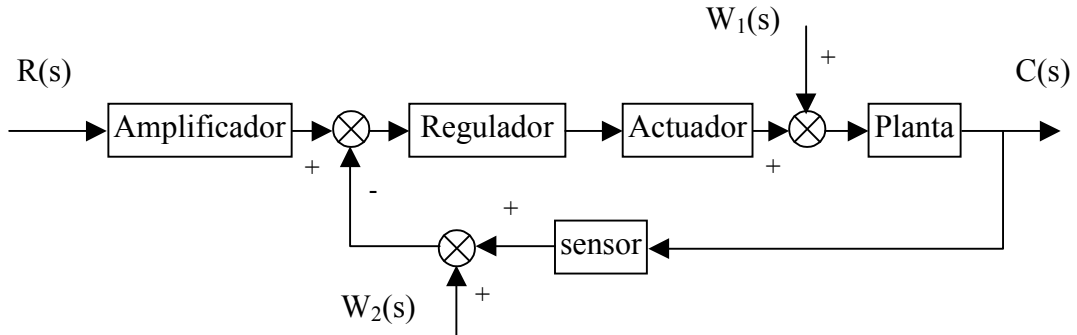 W₁(s)
+
R(s)
C(s)
Amplificador
Regulador
Actuador
Planta
+
+
-
+
sensor
W₂(s)
+